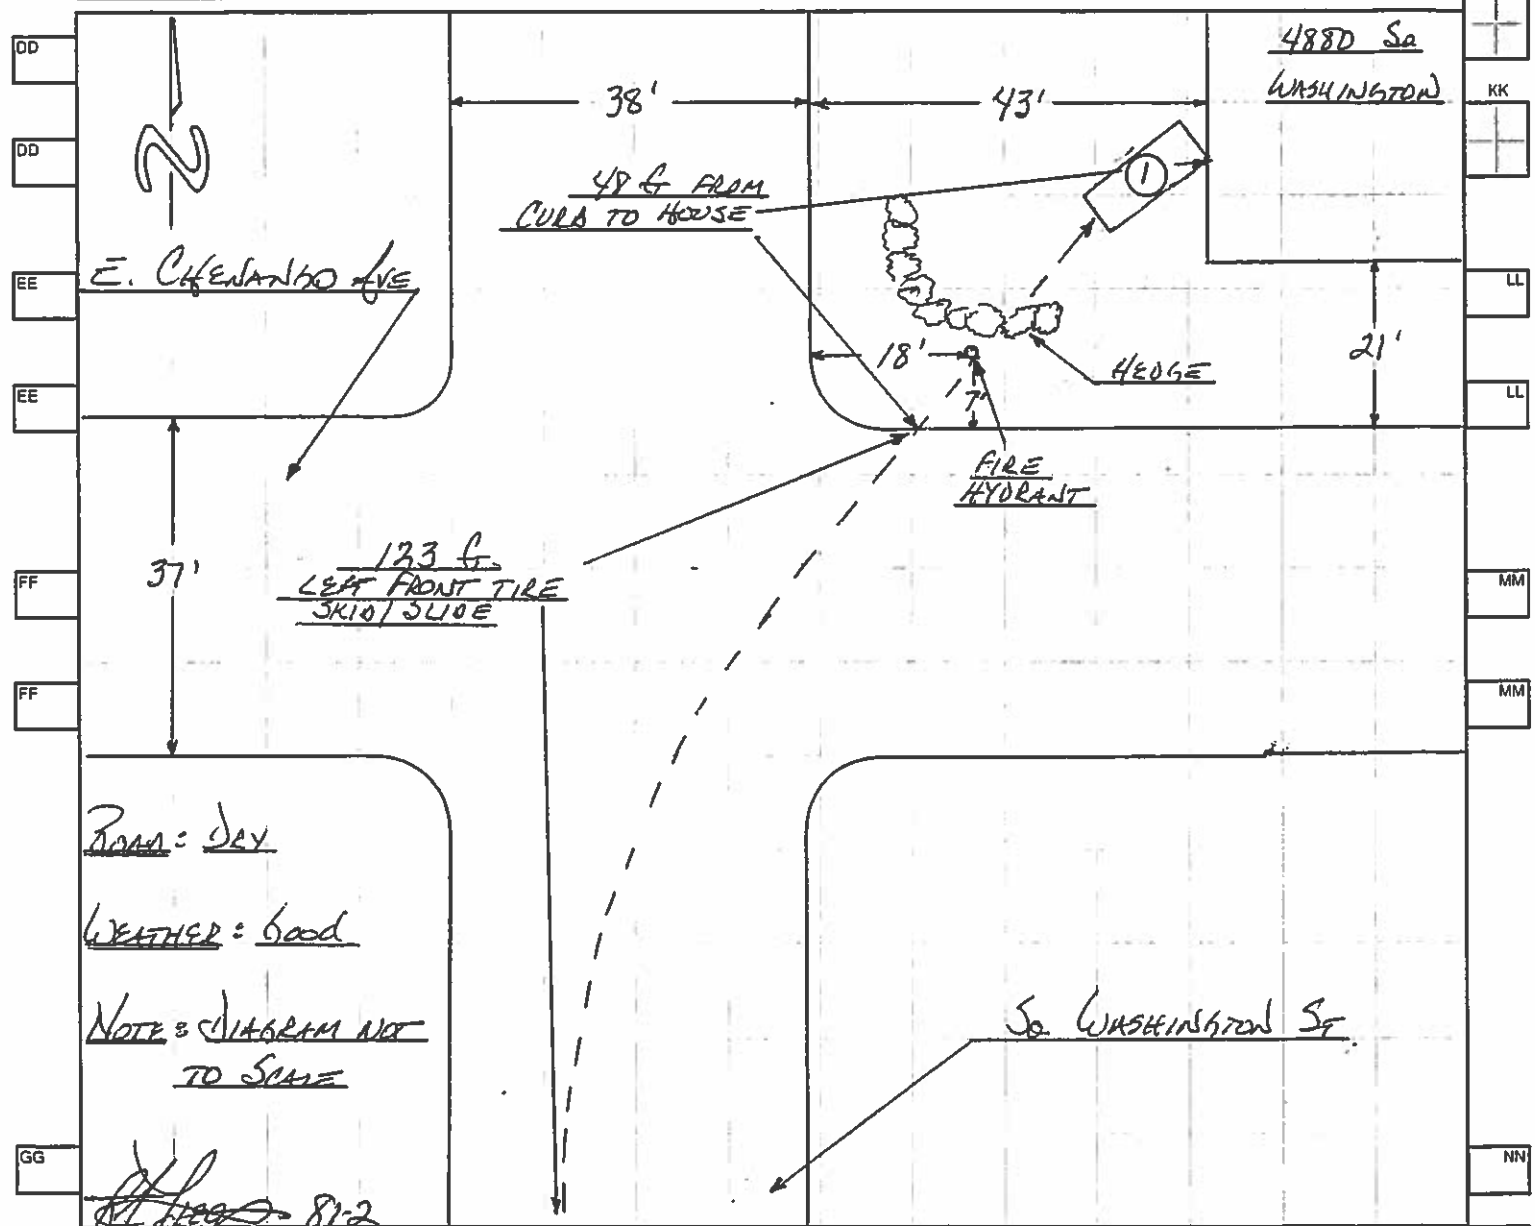 DD
DD
EE
EE
FF
FF
GG
KK
LL
LL
MM
MM
NN
N
4880 So
WASHINGTON
38'
43'
48 ft FROM
CURB TO HOUSE
1
E. CHENANGO AVE
18'
7'
HEDGE
21'
FIRE
HYDRANT
37'
123 ft.
LEFT FRONT TIRE
SKID/SLIDE
ROAD: DRY
WEATHER: Good
NOTE: DIAGRAM NOT
TO SCALE
So WASHINGTON ST.
81-2